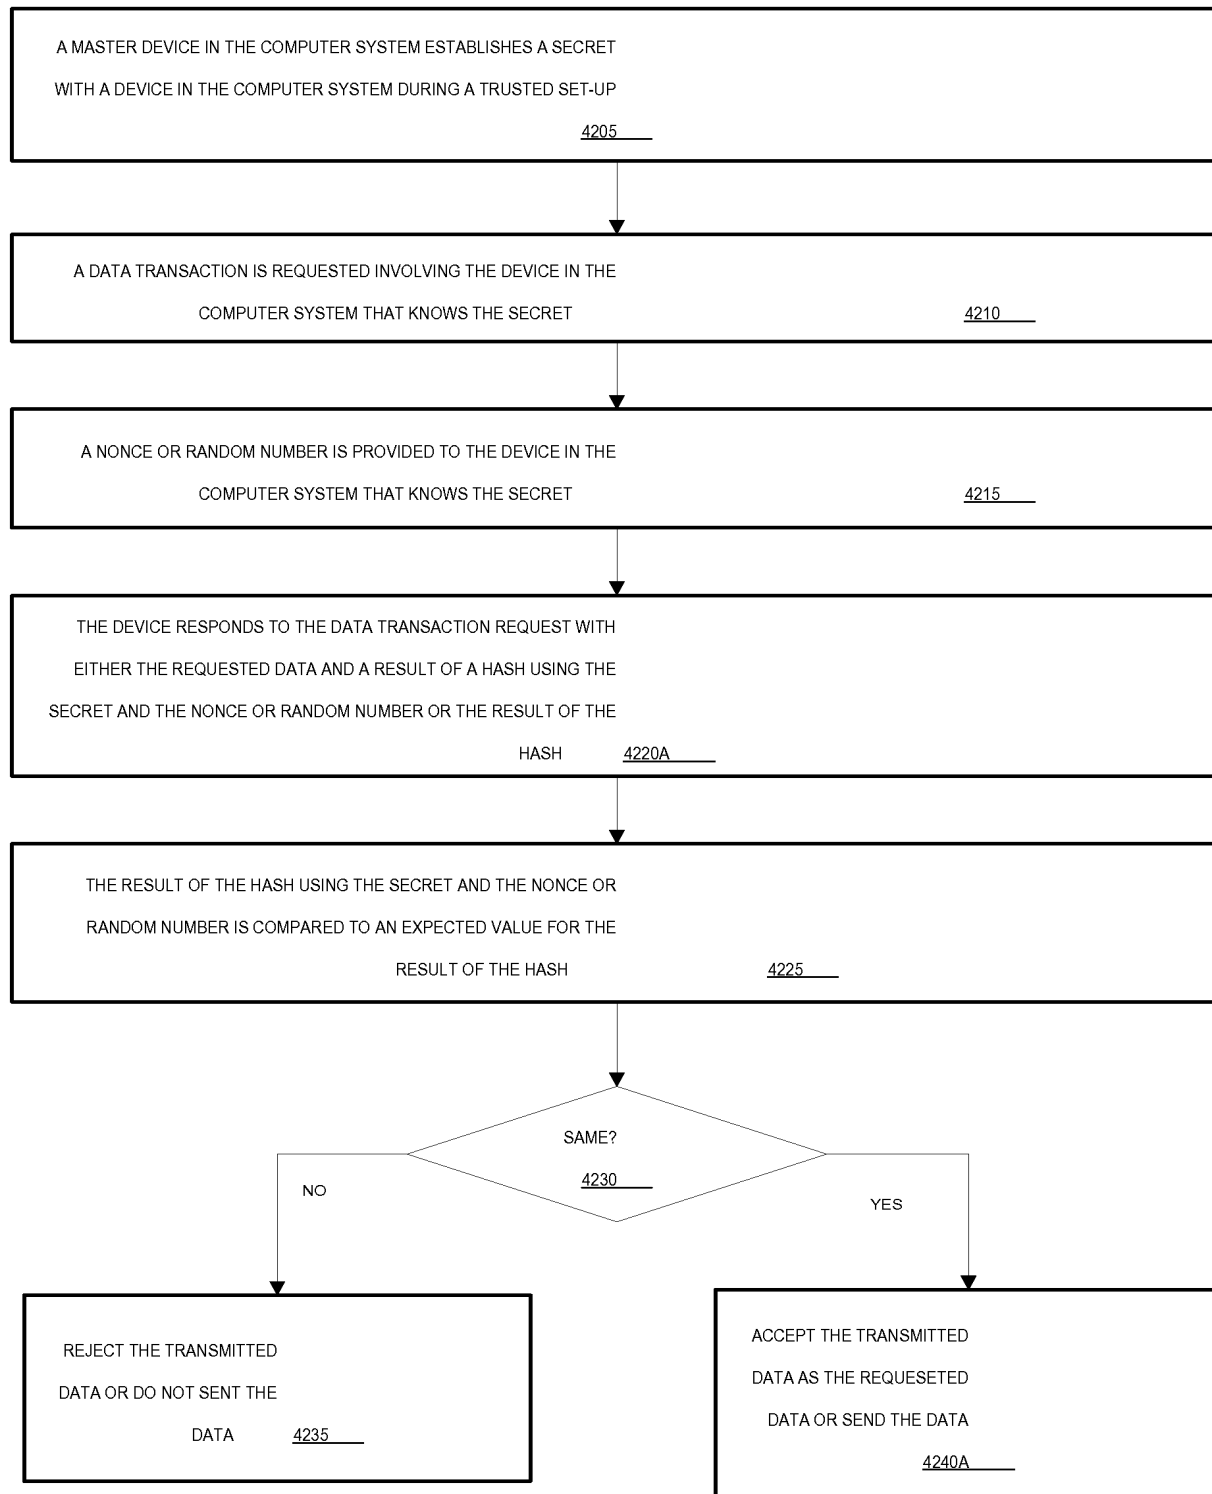 A MASTER DEVICE IN THE COMPUTER SYSTEM ESTABLISHES A SECRET
WITH A DEVICE IN THE COMPUTER SYSTEM DURING A TRUSTED SET-UP
4205
A DATA TRANSACTION IS REQUESTED INVOLVING THE DEVICE IN THE
COMPUTER SYSTEM THAT KNOWS THE SECRET 4210
A NONCE OR RANDOM NUMBER IS PROVIDED TO THE DEVICE IN THE
COMPUTER SYSTEM THAT KNOWS THE SECRET 4215
THE DEVICE RESPONDS TO THE DATA TRANSACTION REQUEST WITH
EITHER THE REQUESTED DATA AND A RESULT OF A HASH USING THE
SECRET AND THE NONCE OR RANDOM NUMBER OR THE RESULT OF THE
HASH 4220A
THE RESULT OF THE HASH USING THE SECRET AND THE NONCE OR
RANDOM NUMBER IS COMPARED TO AN EXPECTED VALUE FOR THE
RESULT OF THE HASH 4225
SAME?
4230
NO
YES
REJECT THE TRANSMITTED
DATA OR DO NOT SENT THE
DATA 4235
ACCEPT THE TRANSMITTED
DATA AS THE REQUESETED
DATA OR SEND THE DATA
4240A